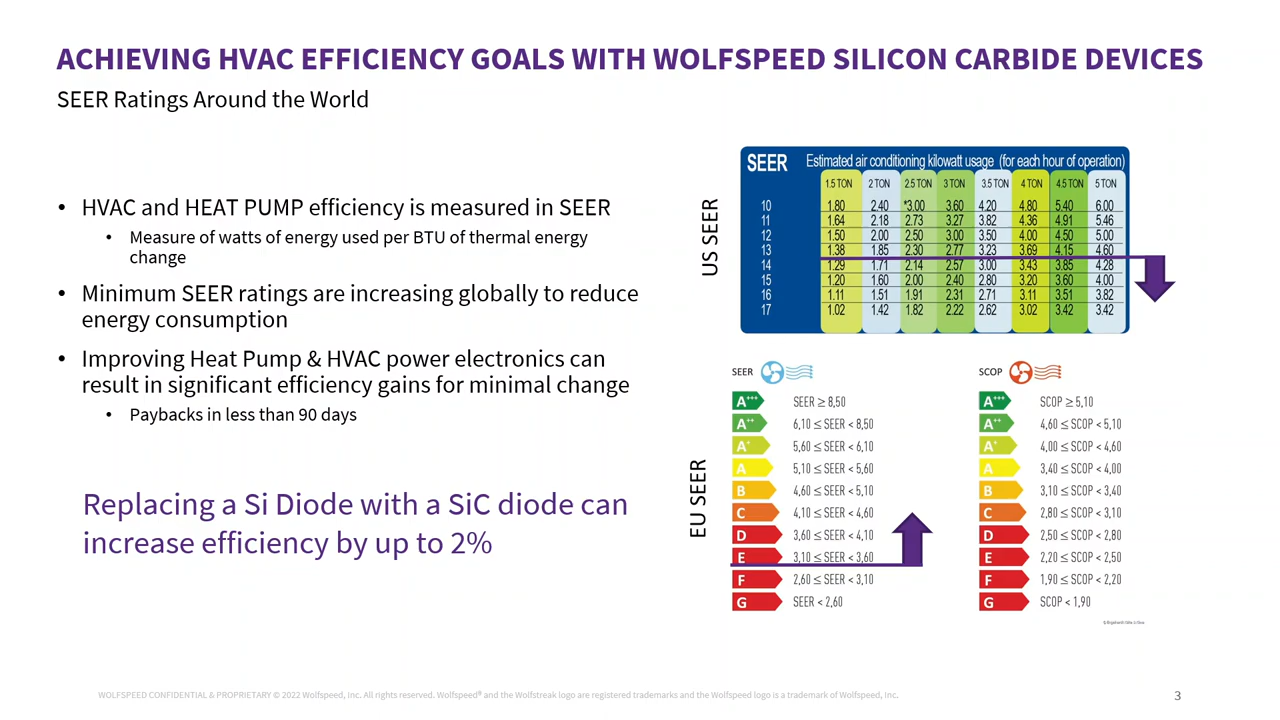 ACHIEVING HVAC EFFICIENCY GOALS WITH WOLFSPEED SILICON CARBIDE DEVICES
SEER Ratings Around the World
• HVAC and HEAT PUMP efficiency is measured in SEER
• Measure of watts of energy used per BTU of thermal energy
change
• Minimum SEER ratings are increasing globally to reduce
energy consumption
• Improving Heat Pump & HVAC power electronics can
result in significant efficiency gains for minimal change
• Paybacks in less than 90 days
Replacing a Si Diode with a SiC diode can
increase efficiency by up to 2%
US SEER
SEER Estimated air conditioning kilowatt usage (for each hour of operation)
1.5 TON 2 TON 2.5 TON 3 TON 3.5 TON 4 TON 4.5 TON 5 TON
10 1.80 2.40 *3.00 3.60 4.20 4.80 5.40 6.00
11 1.64 2.18 2.73 3.27 3.82 4.36 4.91 5.46
12 1.50 2.00 2.50 3.00 3.50 4.00 4.50 5.00
13 1.38 1.85 2.30 2.77 3.23 3.69 4.15 4.60
14 1.29 1.71 2.14 2.57 3.00 3.43 3.85 4.28
15 1.20 1.60 2.00 2.40 2.80 3.20 3.60 4.00
16 1.11 1.51 1.91 2.31 2.71 3.11 3.51 3.82
17 1.02 1.42 1.82 2.22 2.62 3.02 3.42 3.42
EU SEER
SEER
A+++ SEER ≥ 8,50
A++ 6,10 ≤ SEER < 8,50
A+ 5,60 ≤ SEER < 6,10
A 5,10 ≤ SEER < 5,60
B 4,60 ≤ SEER < 5,10
C 4,10 ≤ SEER < 4,60
D 3,60 ≤ SEER < 4,10
E 3,10 ≤ SEER < 3,60
F 2,60 ≤ SEER < 3,10
G SEER < 2,60
SCOP
A+++ SCOP ≥ 5,10
A++ 4,60 ≤ SCOP < 5,10
A+ 4,00 ≤ SCOP < 4,60
A 3,40 ≤ SCOP < 4,00
B 3,10 ≤ SCOP < 3,40
C 2,80 ≤ SCOP < 3,10
D 2,50 ≤ SCOP < 2,80
E 2,20 ≤ SCOP < 2,50
F 1,90 ≤ SCOP < 2,20
G SCOP < 1,90
WOLFSPEED CONFIDENTIAL & PROPRIETARY © 2022 Wolfspeed, Inc. All rights reserved. Wolfspeed® and the Wolfstreak logo are registered trademarks and the Wolfspeed logo is a trademark of Wolfspeed, Inc.
3